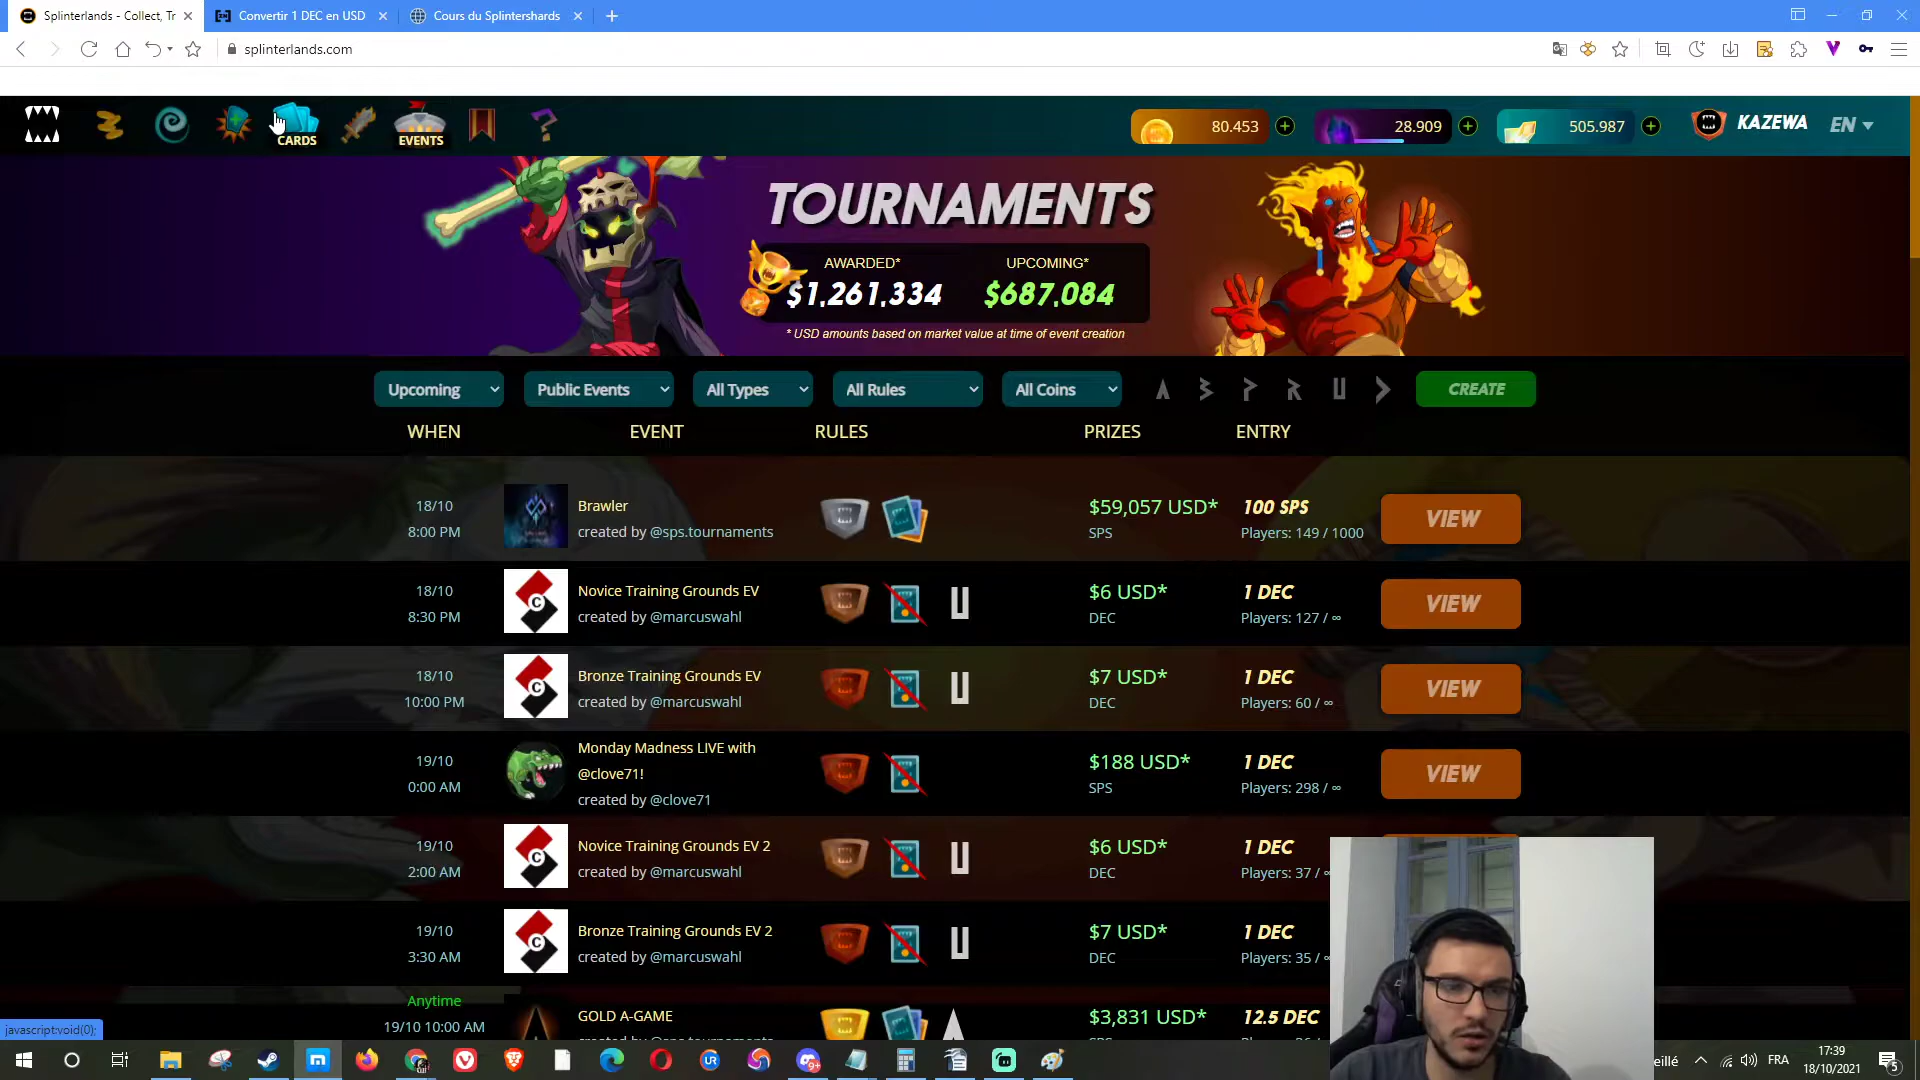 Splinterlands - Collect, Tr
Convertir 1 DEC en USD
Cours du Splintershards
splinterlands.com
CARDS
EVENTS
80.453
28.909
505.987
KAZEWA
EN
TOURNAMENTS
AWARDED*
UPCOMING*
$1,261,334
$687,084
* USD amounts based on market value at time of event creation
Upcoming
Public Events
All Types
All Rules
All Coins
CREATE
WHEN
EVENT
RULES
PRIZES
ENTRY
18/10
8:00 PM
Brawler
created by @sps.tournaments
$59,057 USD*
SPS
100 SPS
Players: 149 / 1000
VIEW
18/10
8:30 PM
Novice Training Grounds EV
created by @marcuswahl
$6 USD*
DEC
1 DEC
Players: 127 / ∞
VIEW
18/10
10:00 PM
Bronze Training Grounds EV
created by @marcuswahl
$7 USD*
DEC
1 DEC
Players: 60 / ∞
VIEW
19/10
0:00 AM
Monday Madness LIVE with
@clove71!
created by @clove71
$188 USD*
SPS
1 DEC
Players: 298 / ∞
VIEW
19/10
2:00 AM
Novice Training Grounds EV 2
created by @marcuswahl
$6 USD*
DEC
1 DEC
Players: 37 /
19/10
3:30 AM
Bronze Training Grounds EV 2
created by @marcuswahl
$7 USD*
DEC
1 DEC
Players: 35 /
Anytime
19/10 10:00 AM
GOLD A-GAME
$3,831 USD*
12.5 DEC
javascript:void(0);
FRA
17:39
18/10/2021